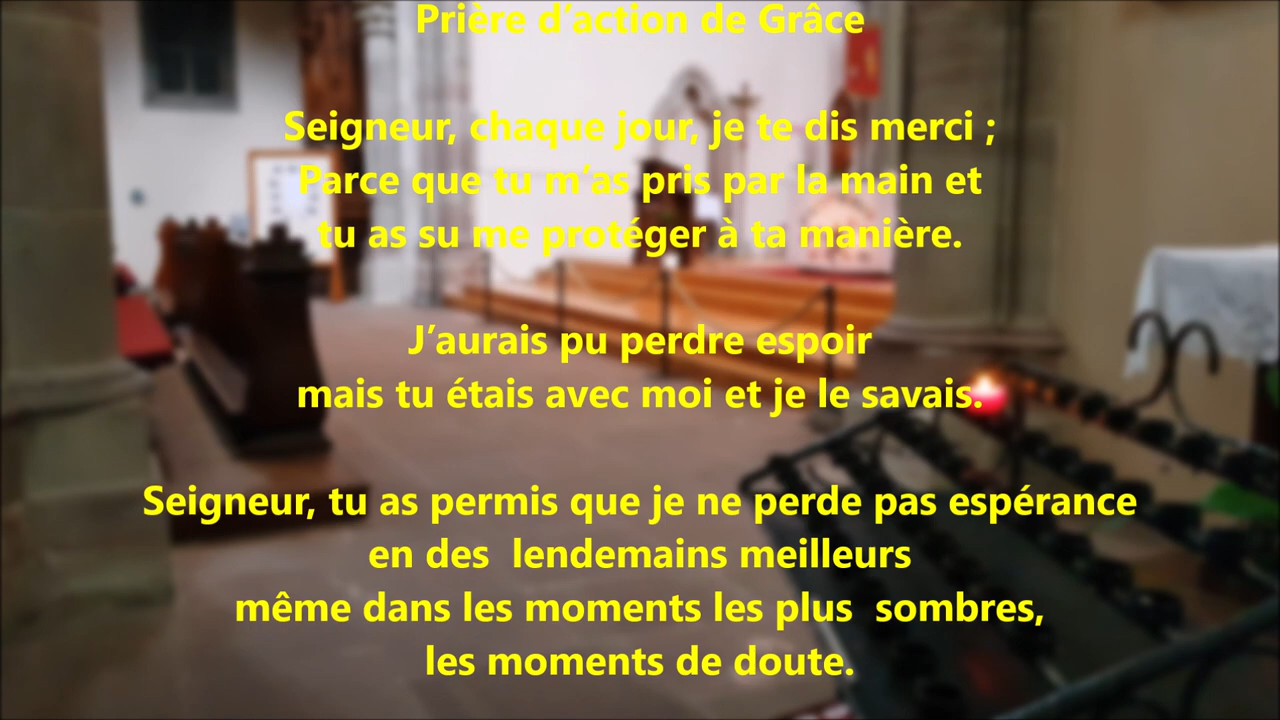 Prière d’action de Grâce
Seigneur, chaque jour, je te dis merci ;
Parce que tu m’as pris par la main et
tu as su me protéger à ta manière.
J’aurais pu perdre espoir
mais tu étais avec moi et je le savais.
Seigneur, tu as permis que je ne perde pas espérance
en des  lendemains meilleurs
même dans les moments les plus  sombres,
les moments de doute.